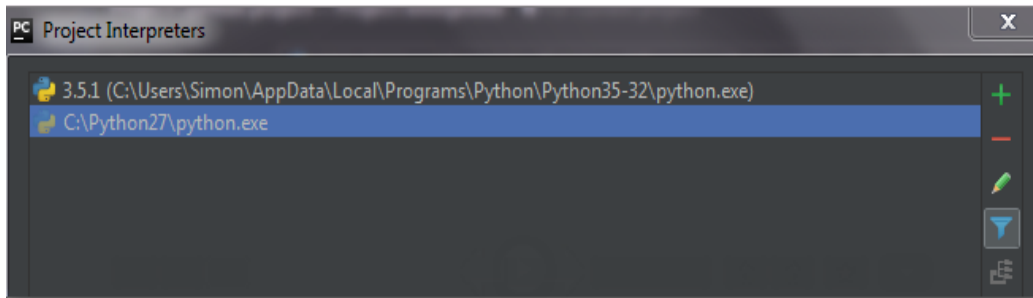 PC Project Interpreters
X
3.5.1 (C:\Users\Simon\AppData\Local\Programs\Python\Python35-32\python.exe)
C:\Python27\python.exe